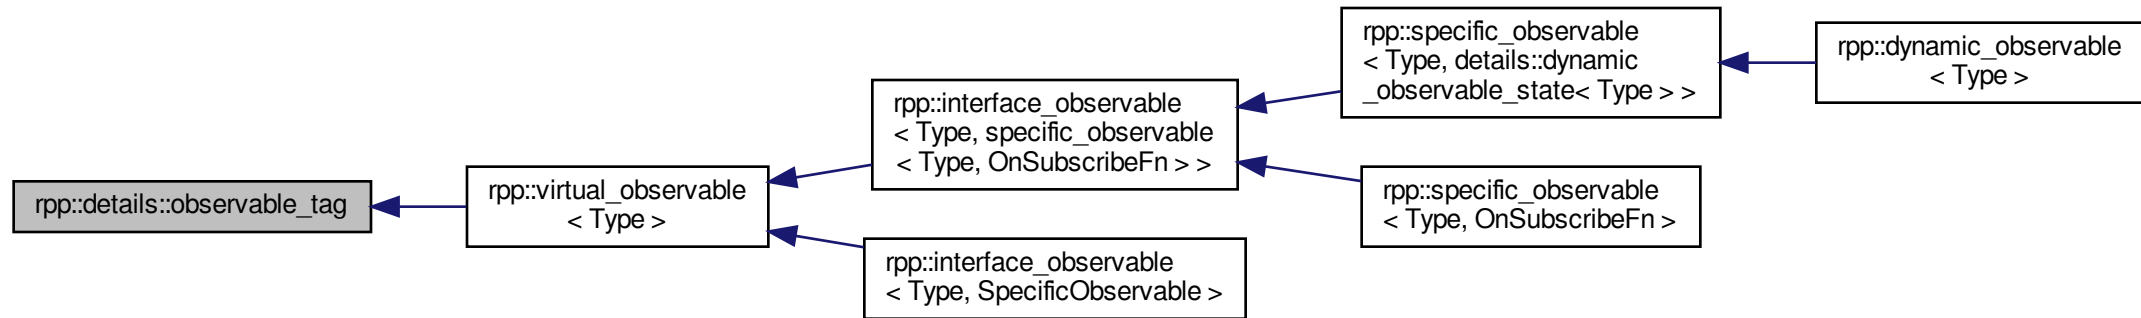 rpp::details::observable_tag
rpp::virtual_observable
< Type >
rpp::interface_observable
< Type, specific_observable
< Type, OnSubscribeFn > >
rpp::interface_observable
< Type, SpecificObservable >
rpp::specific_observable
< Type, details::dynamic
_observable_state< Type > >
rpp::specific_observable
< Type, OnSubscribeFn >
rpp::dynamic_observable
< Type >